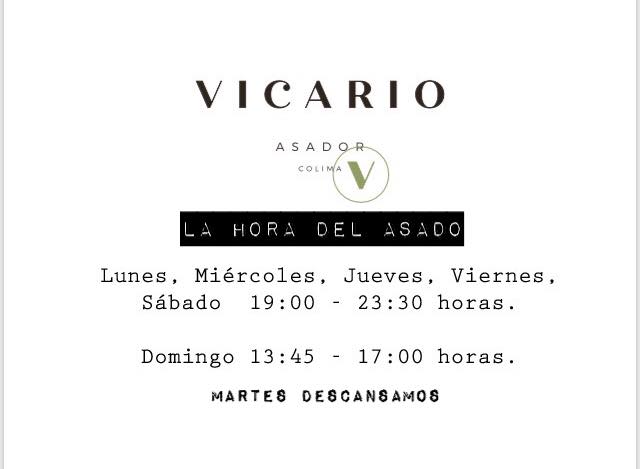 VICARIO
ASADOR
COLIMA
V
LA HORA DEL ASADO
Lunes, Miércoles, Jueves, Viernes,
Sábado 19:00 - 23:30 horas.
Domingo 13:45 - 17:00 horas.
MARTES DESCANSAMOS